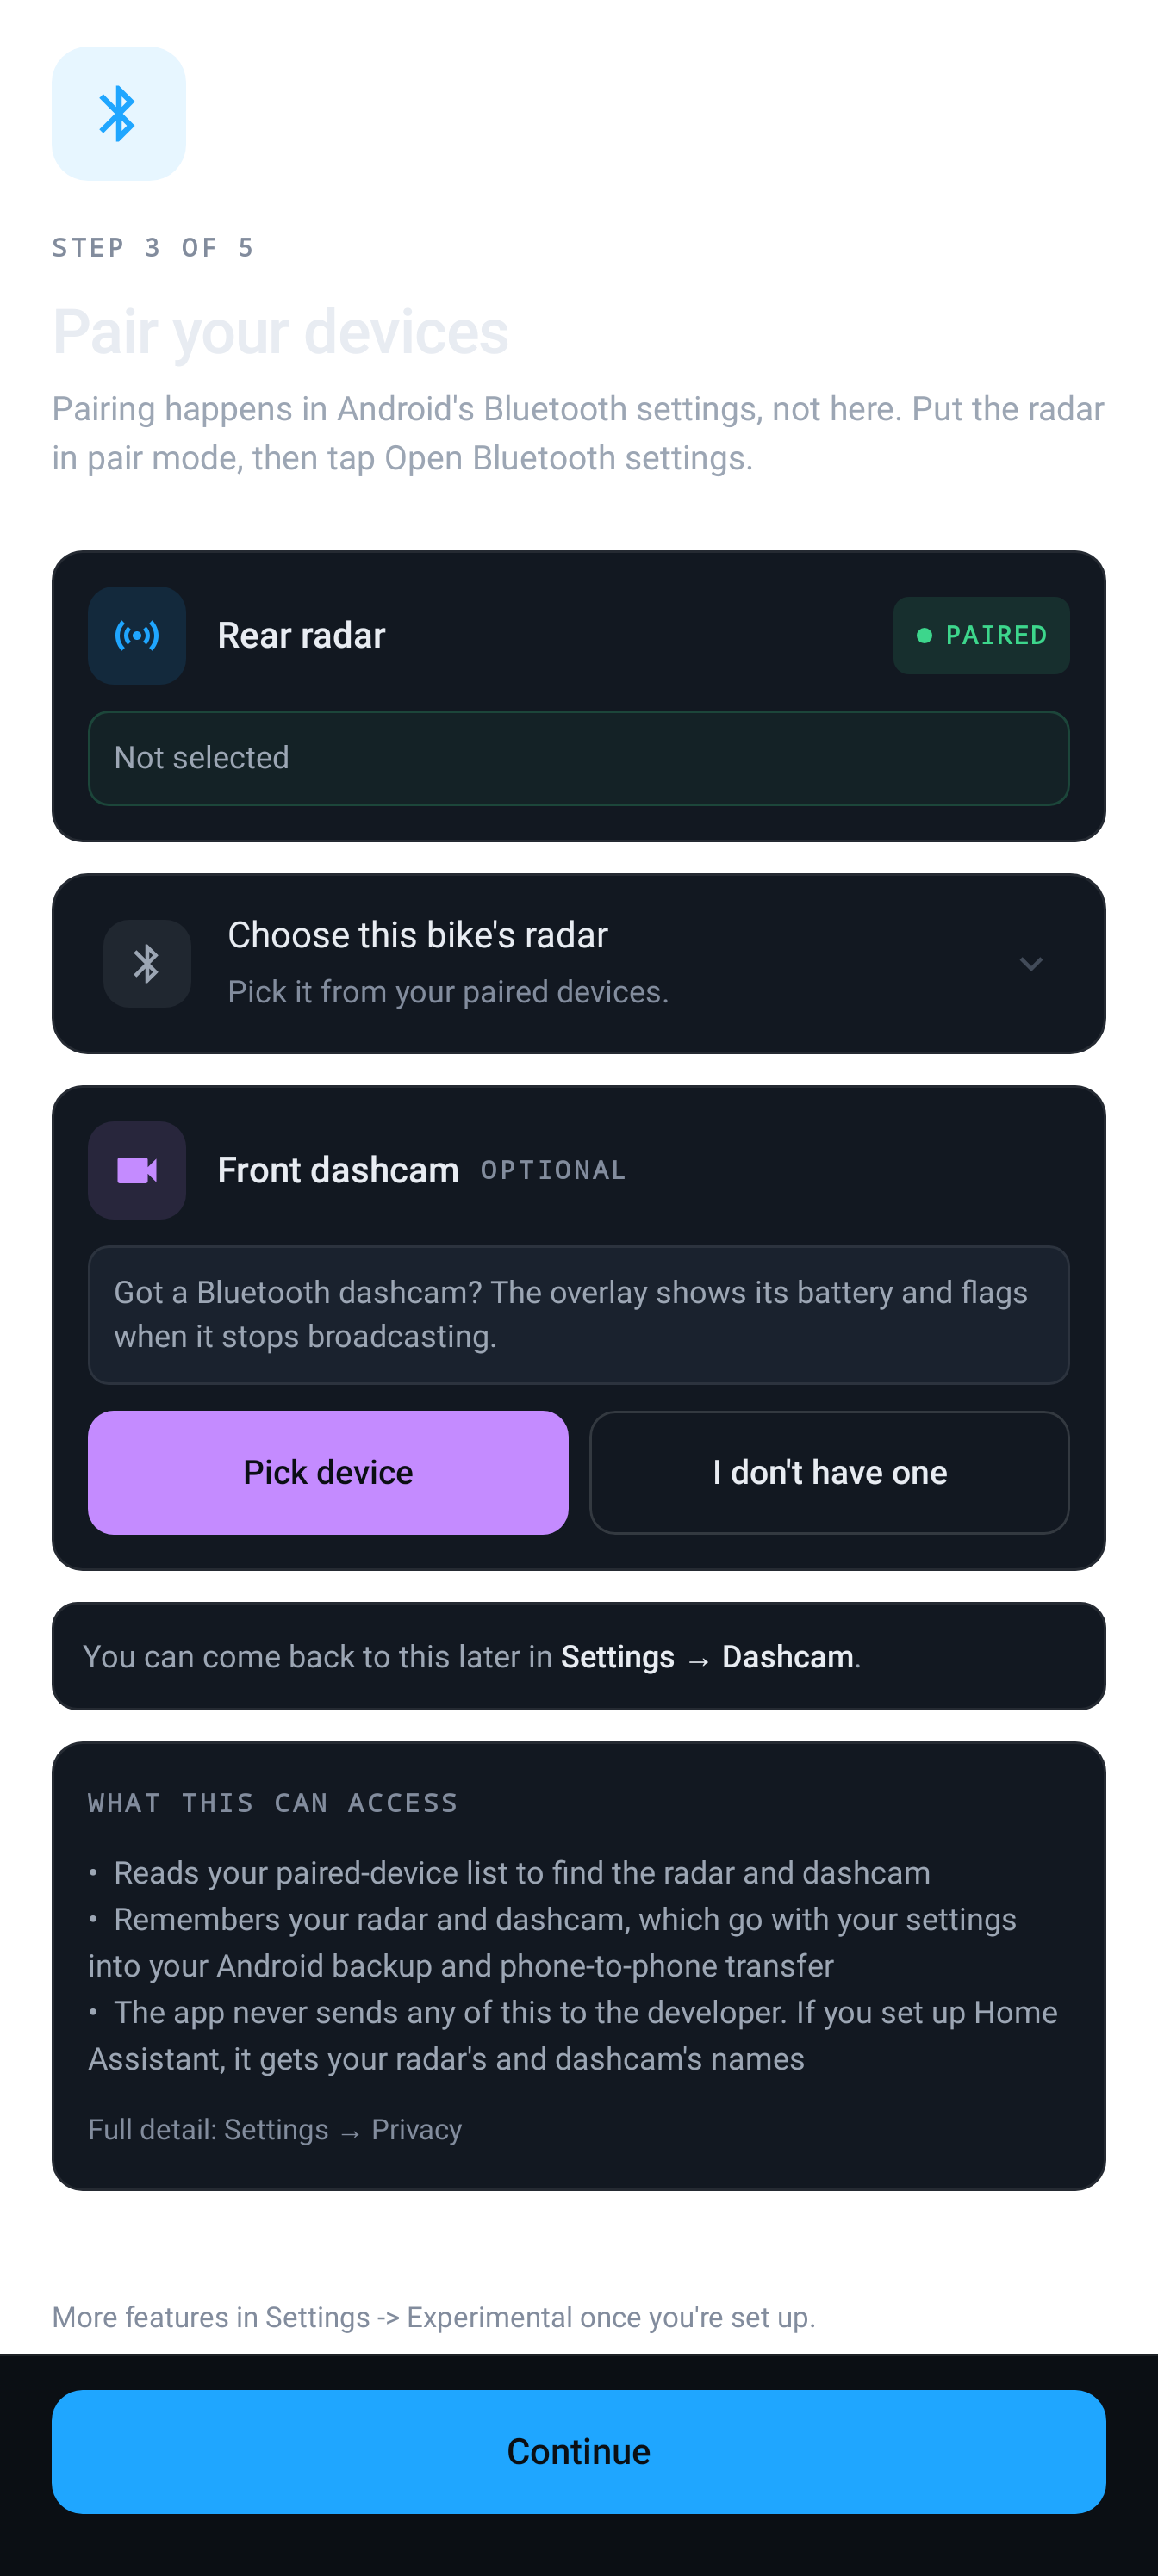 STEP 3 OF 5
Pair your devices
Pairing happens in Android's Bluetooth settings, not here. Put the radar
in pair mode, then tap Open Bluetooth settings.
Rear radar
PAIRED
Not selected
Choose this bike's radar
Pick it from your paired devices.
Front dashcam OPTIONAL
Got a Bluetooth dashcam? The overlay shows its battery and flags
when it stops broadcasting.
Pick device
I don't have one
You can come back to this later in Settings → Dashcam.
WHAT THIS CAN ACCESS
• Reads your paired-device list to find the radar and dashcam
• Remembers your radar and dashcam, which go with your settings
into your Android backup and phone-to-phone transfer
• The app never sends any of this to the developer. If you set up Home
Assistant, it gets your radar's and dashcam's names
Full detail: Settings → Privacy
More features in Settings -> Experimental once you're set up.
Continue